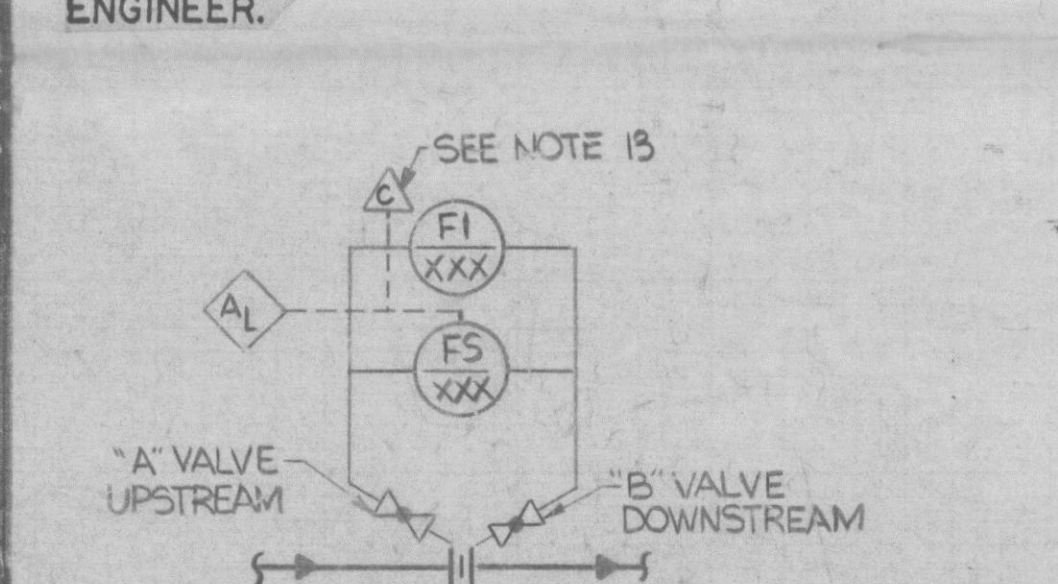 ENGINEER.
SEE NOTE 13
C
FI
XXX
AL
FS
XXX
"A" VALVE
UPSTREAM
"B" VALVE
DOWNSTREAM